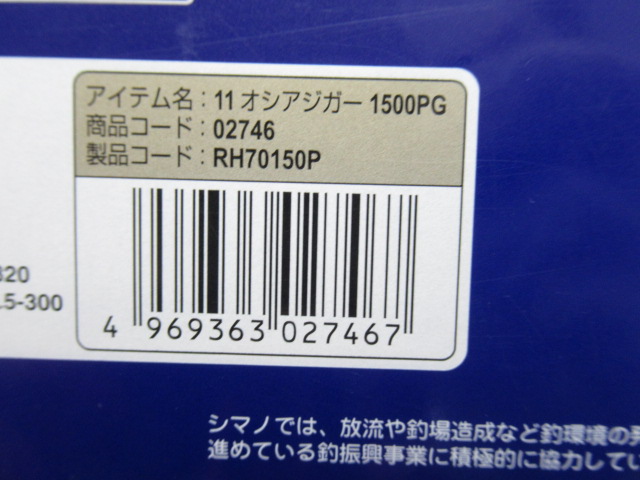 アイテム名：11 オシアジガー 1500PG
商品コード：02746
製品コード：RH70150P
320
.5-300
4 969363 027467
シマノでは、放流や釣場造成など釣環境の
進めている釣振興事業に積極的に協力してい